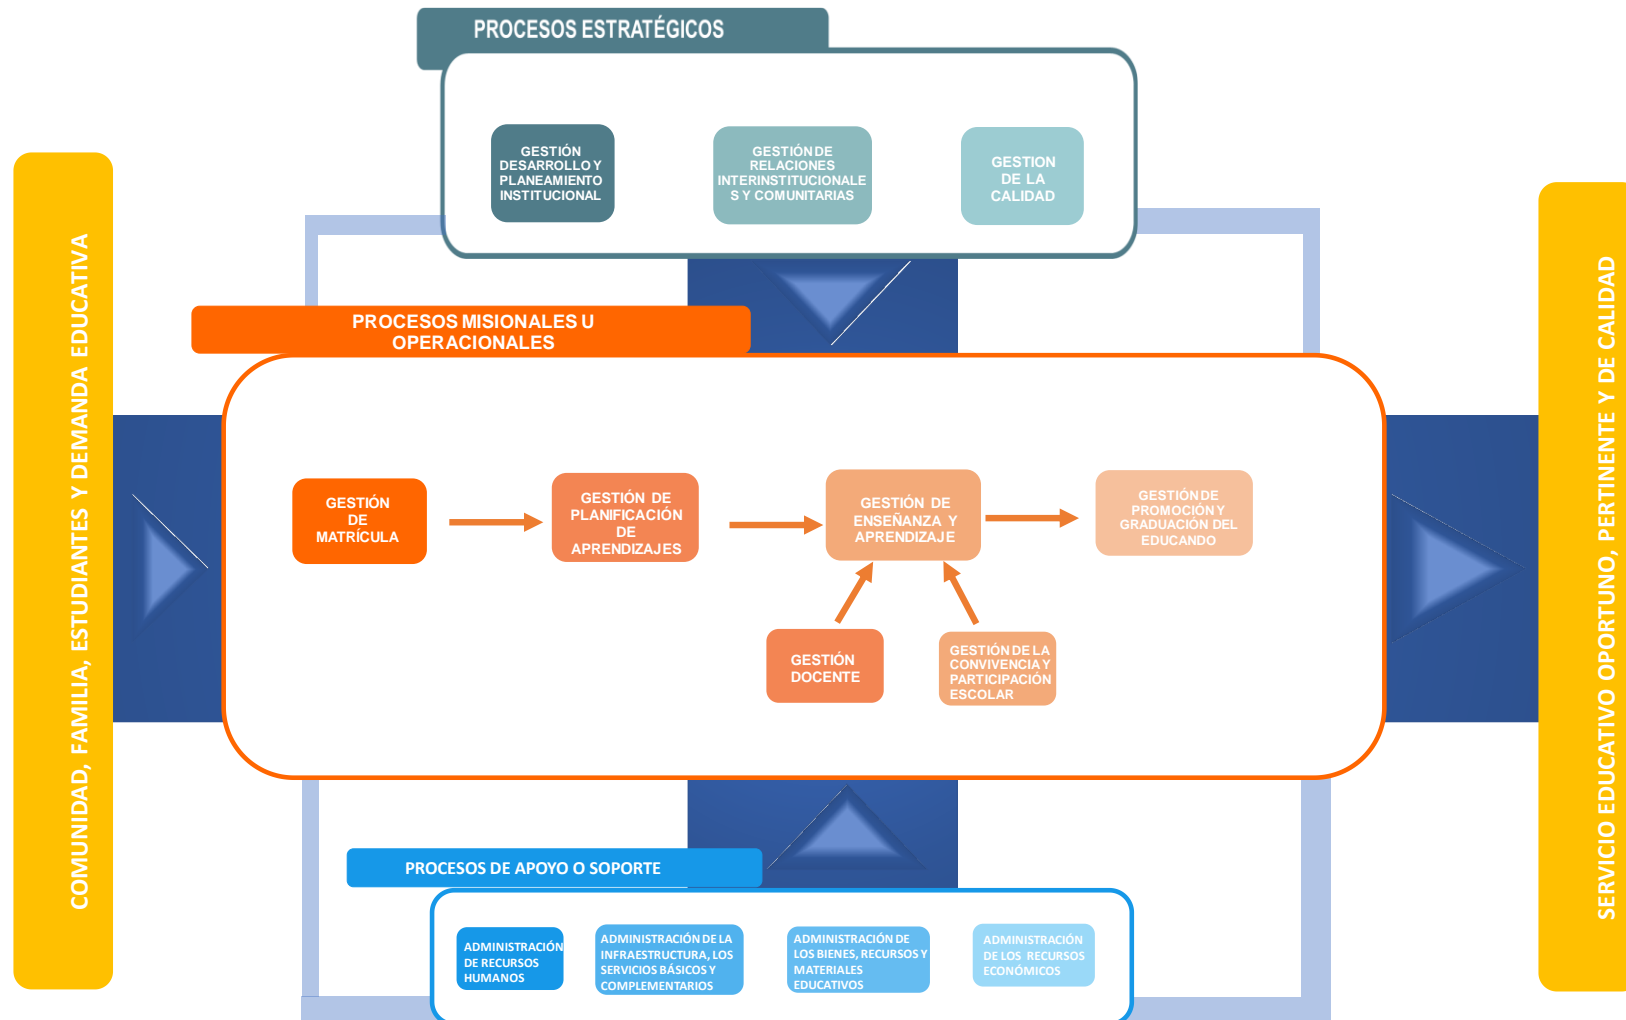 PROCESOS ESTRATÉGICOS
GESTIÓN
DESARROLLO Y
PLANEAMIENTO
INSTITUCIONAL
GESTIÓN DE
RELACIONES
INTERINSTITUCIONALE
S Y COMUNITARIAS
GESTION
DE LA
CALIDAD
COMUNIDAD, FAMILIA, ESTUDIANTES Y DEMANDA EDUCATIVA
PROCESOS MISIONALES U
OPERACIONALES
GESTIÓN
DE
MATRÍCULA
GESTIÓN DE
PLANIFICACIÓN
DE
APRENDIZAJES
GESTIÓN DE
ENSEÑANZA Y
APRENDIZAJE
GESTIÓN DE
PROMOCIÓN Y
GRADUACIÓN DEL
EDUCANDO
GESTIÓN
DOCENTE
GESTIÓN DE LA
CONVIVENCIA Y
PARTICIPACIÓN
ESCOLAR
SERVICIO EDUCATIVO OPORTUNO, PERTINENTE Y DE CALIDAD
PROCESOS DE APOYO O SOPORTE
ADMINISTRACIÓN
DE RECURSOS
HUMANOS
ADMINISTRACIÓN DE LA
INFRAESTRUCTURA, LOS
SERVICIOS BÁSICOS Y
COMPLEMENTARIOS
ADMINISTRACIÓN DE
LOS BIENES, RECURSOS Y
MATERIALES
EDUCATIVOS
ADMINISTRACIÓN
DE LOS RECURSOS
ECONÓMICOS